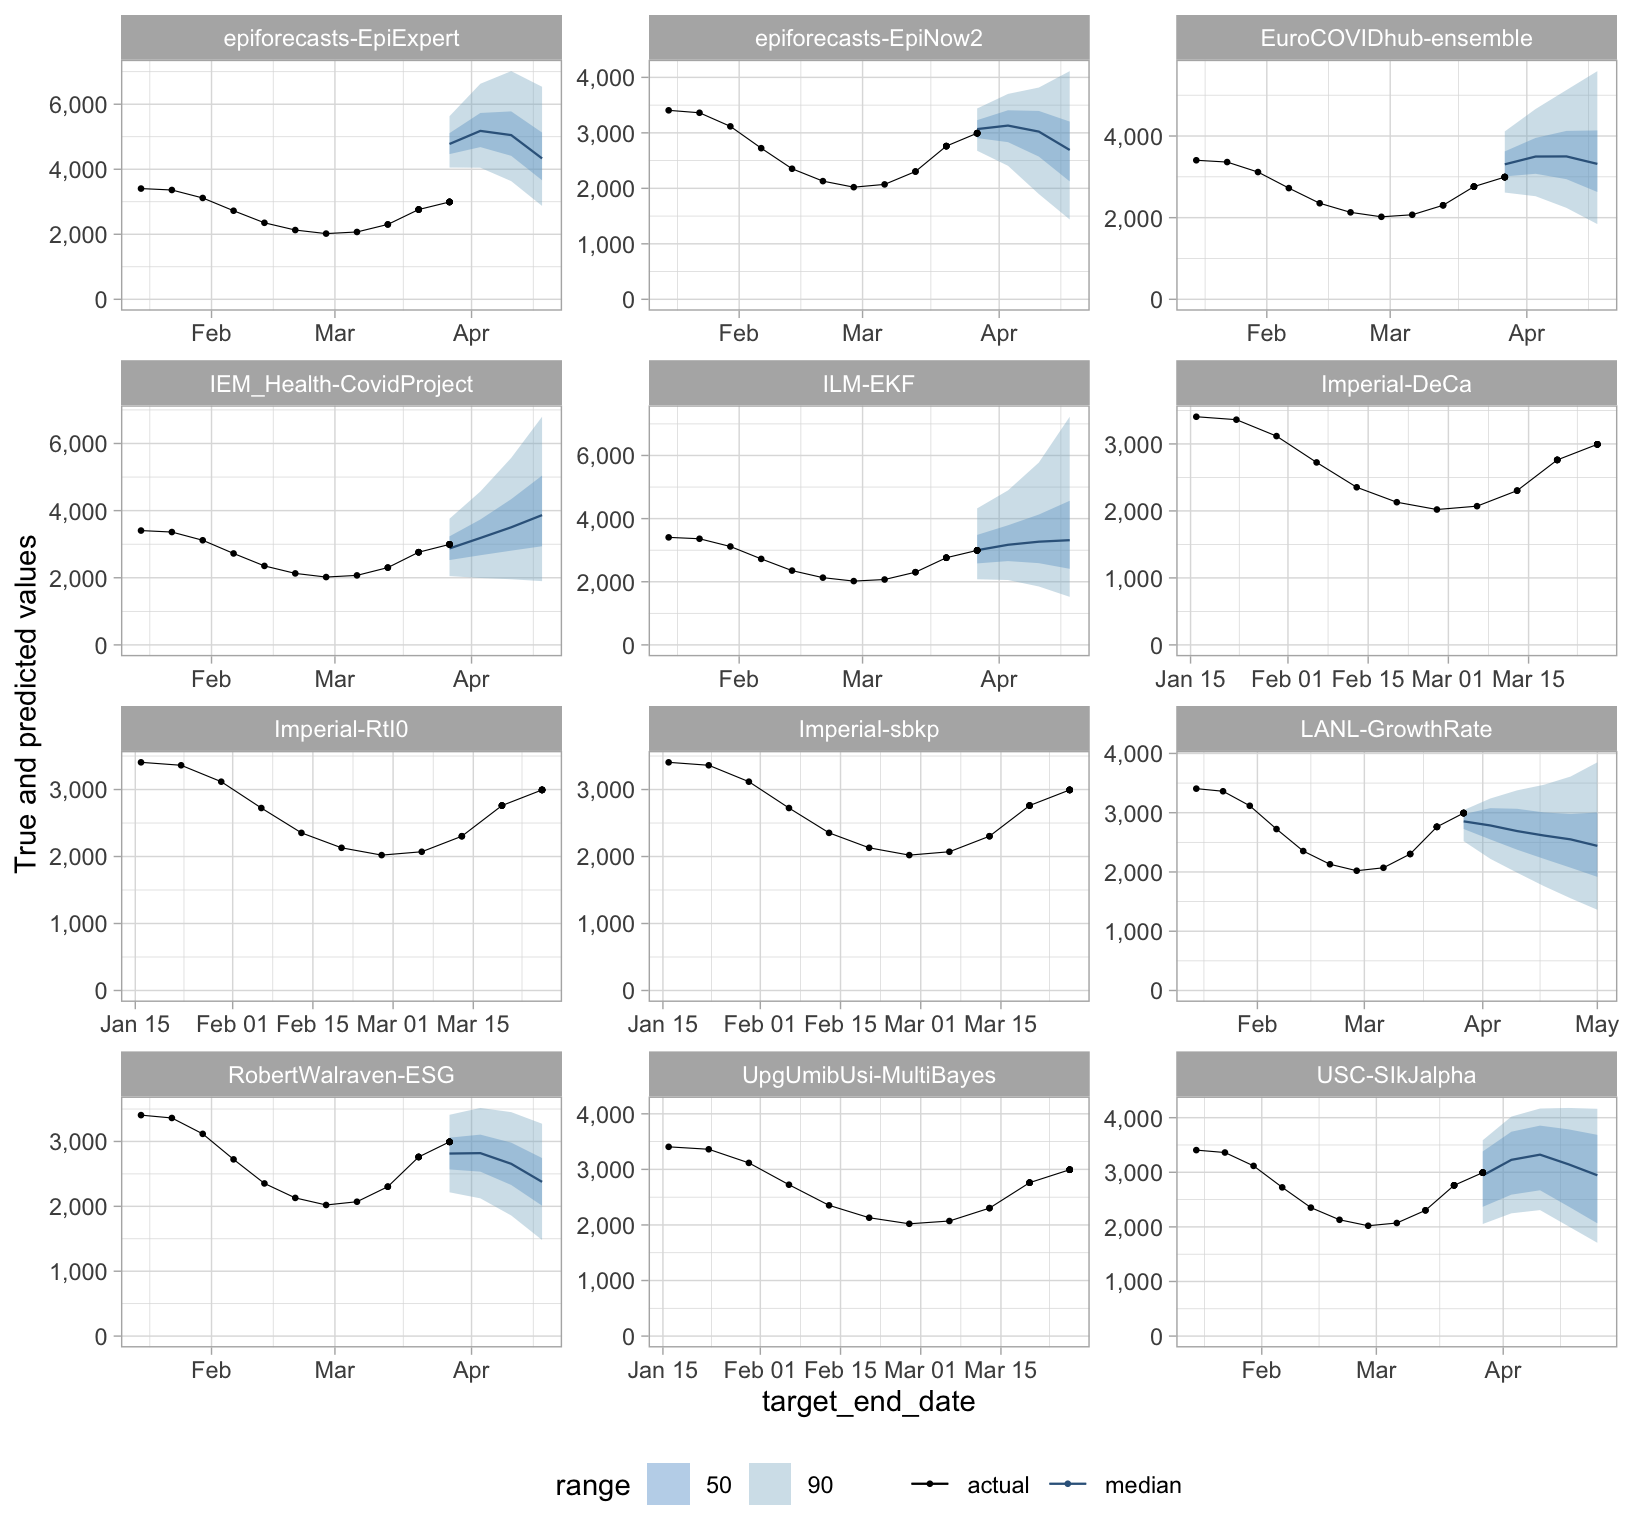 True and predicted values
epiforecasts-EpiExpert
6,000
4,000
2,000
0
Feb Mar Apr
epiforecasts-EpiNow2
4,000
3,000
2,000
1,000
0
Feb Mar Apr
EuroCOVIDhub-ensemble
4,000
2,000
0
Feb Mar Apr
IEM_Health-CovidProject
6,000
4,000
2,000
0
Feb Mar Apr
ILM-EKF
6,000
4,000
2,000
0
Feb Mar Apr
Imperial-DeCa
3,000
2,000
1,000
0
Jan 15 Feb 01 Feb 15 Mar 01 Mar 15
Imperial-RtI0
3,000
2,000
1,000
0
Jan 15 Feb 01 Feb 15 Mar 01 Mar 15
Imperial-sbkp
3,000
2,000
1,000
0
Jan 15 Feb 01 Feb 15 Mar 01 Mar 15
LANL-GrowthRate
4,000
3,000
2,000
1,000
0
Feb Mar Apr May
RobertWalraven-ESG
3,000
2,000
1,000
0
Feb Mar Apr
UpgUmibUsi-MultiBayes
4,000
3,000
2,000
1,000
0
Jan 15 Feb 01 Feb 15 Mar 01 Mar 15
USC-SIkJalpha
4,000
3,000
2,000
1,000
0
Feb Mar Apr
target_end_date
range 50 90 actual median